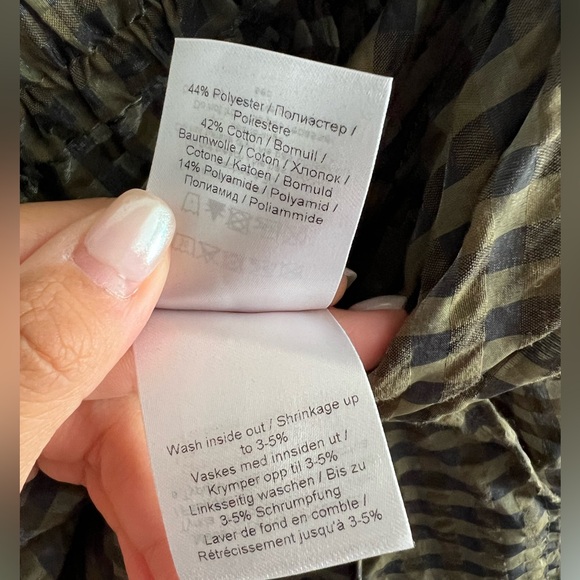 44% Polyester / Полиэстер /
Poliestere
42% Cotton / Bomull /
Baumwolle / Coton / Хлопок /
Cotone / Katoen / Bomuld
14% Polyamide / Polyamid /
Полиамид / Poliammide
Wash inside out / Shrinkage up
to 3-5%
Vaskes med innsiden ut /
Krymper opp til 3-5%
Linksseitig waschen / Bis zu
3-5% Schrumpfung
Laver de fond en comble /
Rétrécissement jusqu'à 3-5%